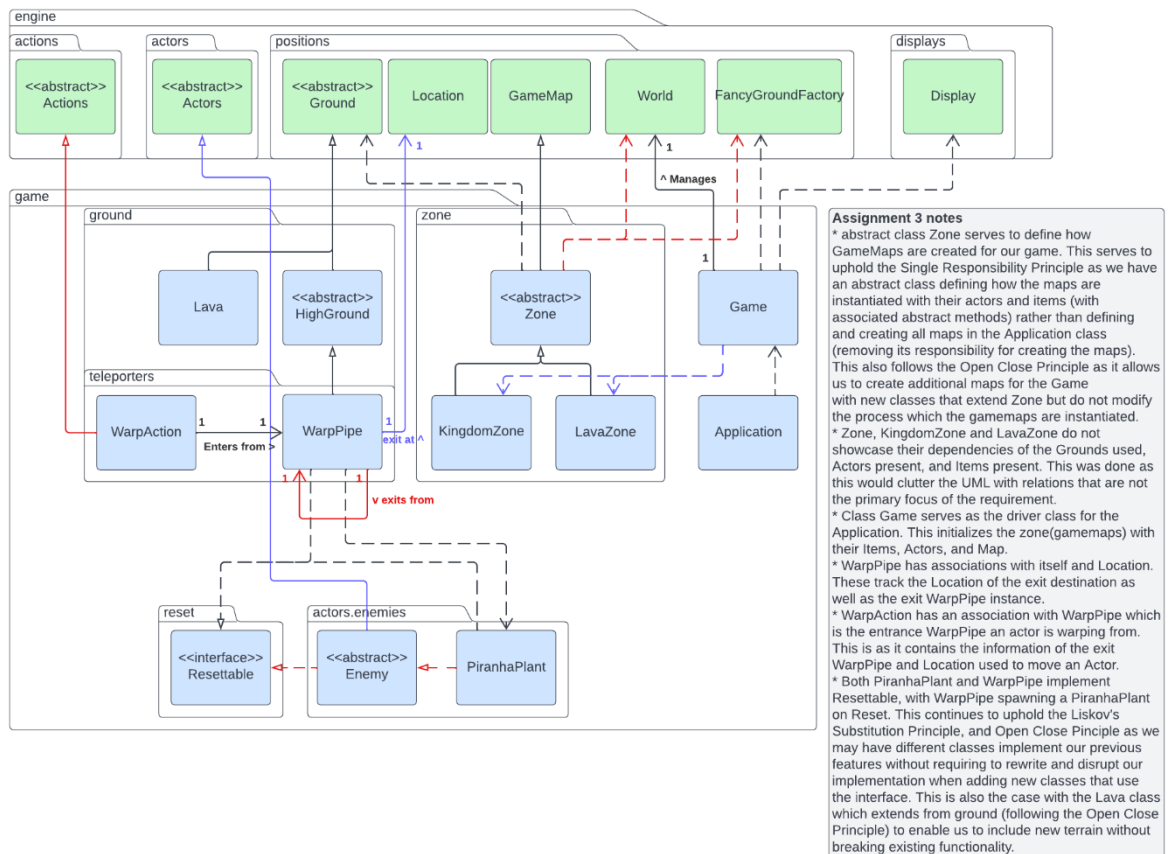 engine
actions
actors
positions
displays
<<abstract>>
Actions
<<abstract>>
Actors
<<abstract>>
Ground
Location
GameMap
World
FancyGroundFactory
Display
1
1
^ Manages
game
ground
zone
1
Lava
<<abstract>>
HighGround
<<abstract>>
Zone
Game
teleporters
WarpAction
1
1
Enters from >
WarpPipe
1
exit at ^
KingdomZone
LavaZone
Application
1
1
v exits from
reset
actors.enemies
<<interface>>
Resettable
<<abstract>>
Enemy
PiranhaPlant
Assignment 3 notes
* abstract class Zone serves to define how
GameMaps are created for our game. This serves to
uphold the Single Responsibility Principle as we have
an abstract class defining how the maps are
instantiated with their actors and items (with
associated abstract methods) rather than defining
and creating all maps in the Application class
(removing its responsibility for creating the maps).
This also follows the Open Close Principle as it allows
us to create additional maps for the Game
with new classes that extend Zone but do not modify
the process which the gamemaps are instantiated.
* Zone, KingdomZone and LavaZone do not
showcase their dependencies of the Grounds used,
Actors present, and Items present. This was done as
this would clutter the UML with relations that are not
the primary focus of the requirement.
* Class Game serves as the driver class for the
Application. This initializes the zone(gamemaps) with
their Items, Actors, and Map.
* WarpPipe has associations with itself and Location.
These track the Location of the exit destination as
well as the exit WarpPipe instance.
* WarpAction has an association with WarpPipe which
is the entrance WarpPipe an actor is warping from.
This is as it contains the information of the exit
WarpPipe and Location used to move an Actor.
* Both PiranhaPlant and WarpPipe implement
Resettable, with WarpPipe spawning a PiranhaPlant
on Reset. This continues to uphold the Liskov's
Substitution Principle, and Open Close Pinciple as we
may have different classes implement our previous
features without requiring to rewrite and disrupt our
implementation when adding new classes that use
the interface. This is also the case with the Lava class
which extends from ground (following the Open Close
Principle) to enable us to include new terrain without
breaking existing functionality.